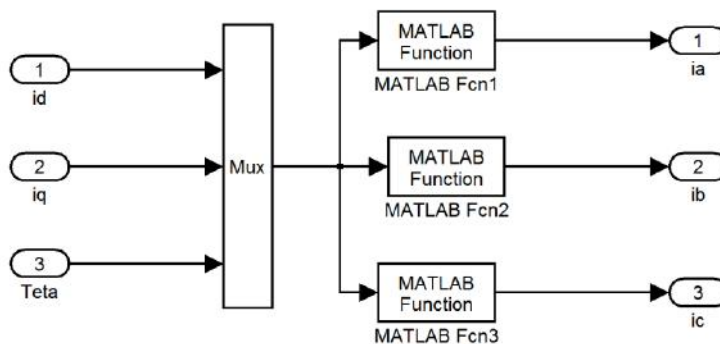 1
id
2
iq
3
Teta
Mux
MATLAB
Function
MATLAB Fcn1
MATLAB
Function
MATLAB Fcn2
MATLAB
Function
MATLAB Fcn3
1
ia
2
ib
3
ic